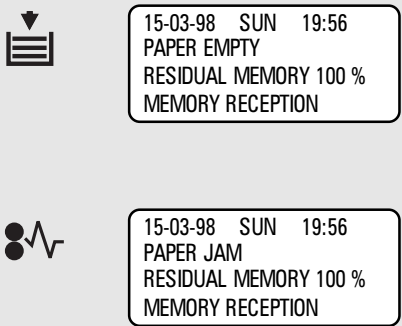 15-03-98 SUN 19:56
PAPER EMPTY
RESIDUAL MEMORY 100 %
MEMORY RECEPTION
15-03-98 SUN 19:56
PAPER JAM
RESIDUAL MEMORY 100 %
MEMORY RECEPTION